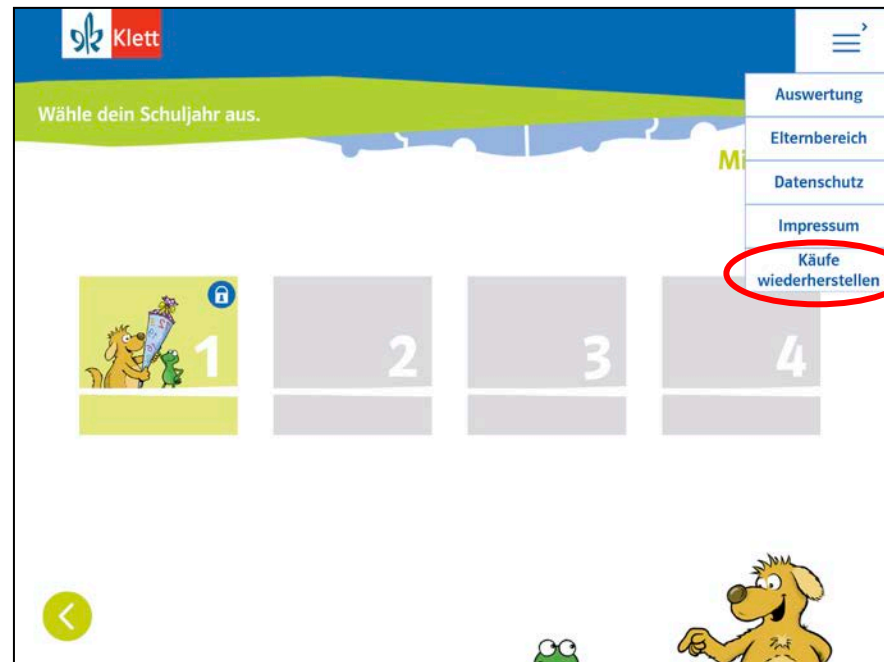 Klett
Wähle dein Schuljahr aus.
Auswertung
Elternbereich
Mi
Datenschutz
Impressum
Käufe
wiederherstellen
1
2
3
4